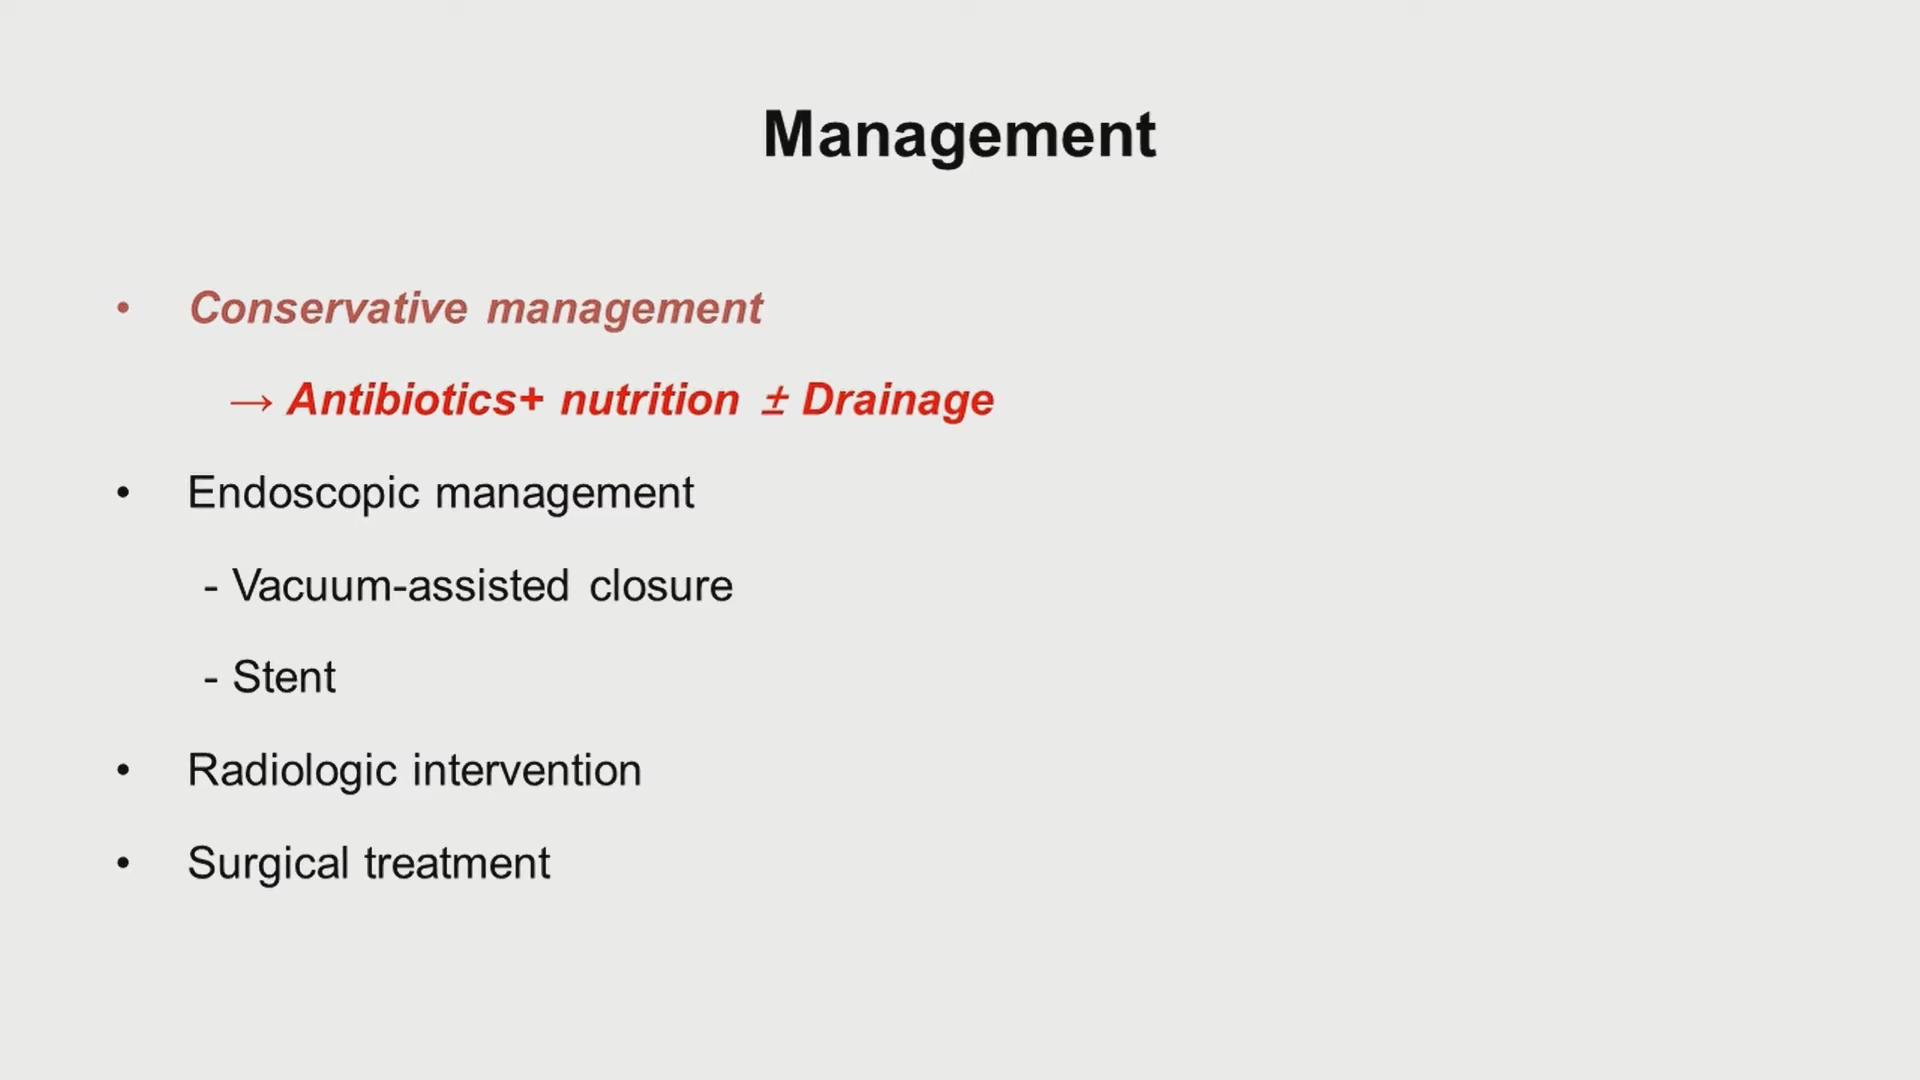 Management
• Conservative management
→ Antibiotics+ nutrition ± Drainage
• Endoscopic management
- Vacuum-assisted closure
- Stent
• Radiologic intervention
• Surgical treatment